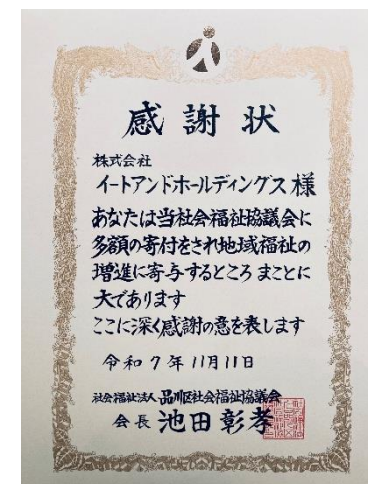 感謝状
株式会社
イートアンドホールディングス様
あなたは当社会福祉協議会に
多額の寄付をされ地域福祉の
増進に寄与するところ まことに
大であります
ここに深く感謝の意を表します
令和7年11月11日
社会福祉法人 品川区社会福祉協議会
会長 池田彰孝